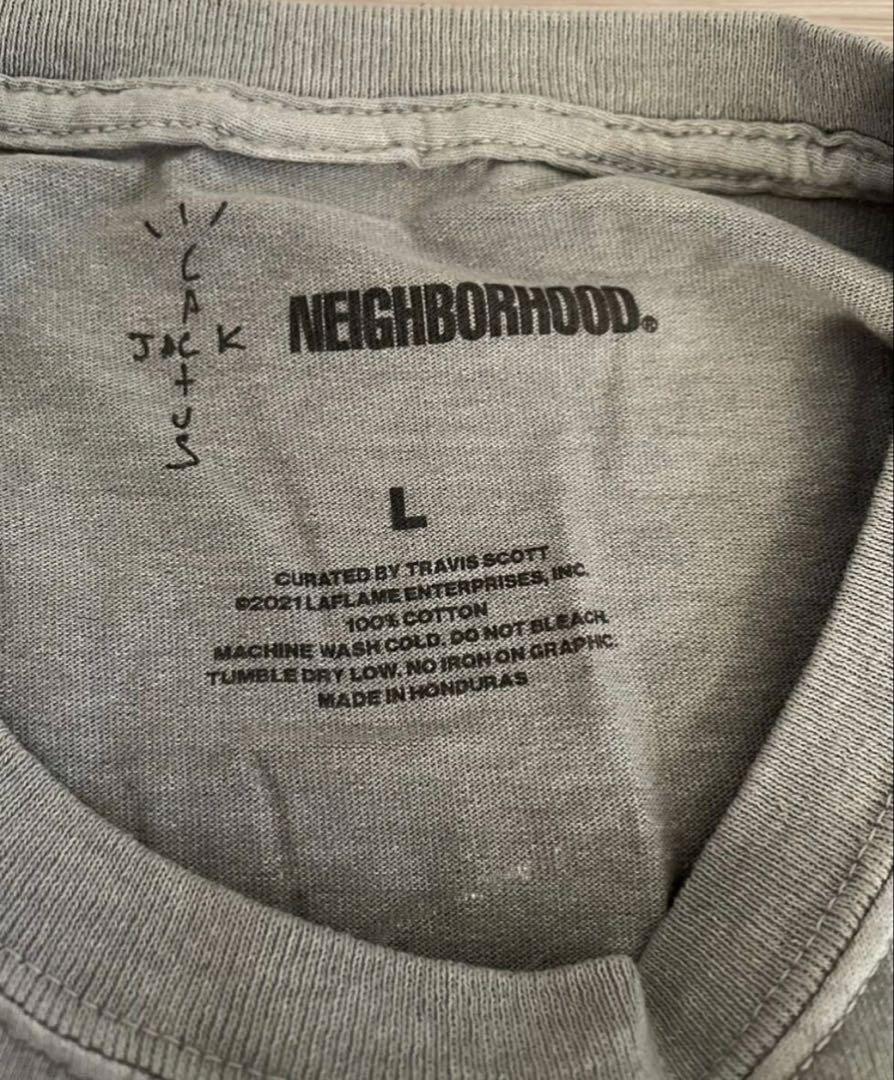 CACTUS
JACK
NEIGHBORHOOD®
L
CURATED BY TRAVIS SCOTT
©2021 LAFLAME ENTERPRISES, INC.
100% COTTON
MACHINE WASH COLD. DO NOT BLEACH.
TUMBLE DRY LOW. NO IRON ON GRAPHC.
MADE IN HONDURAS